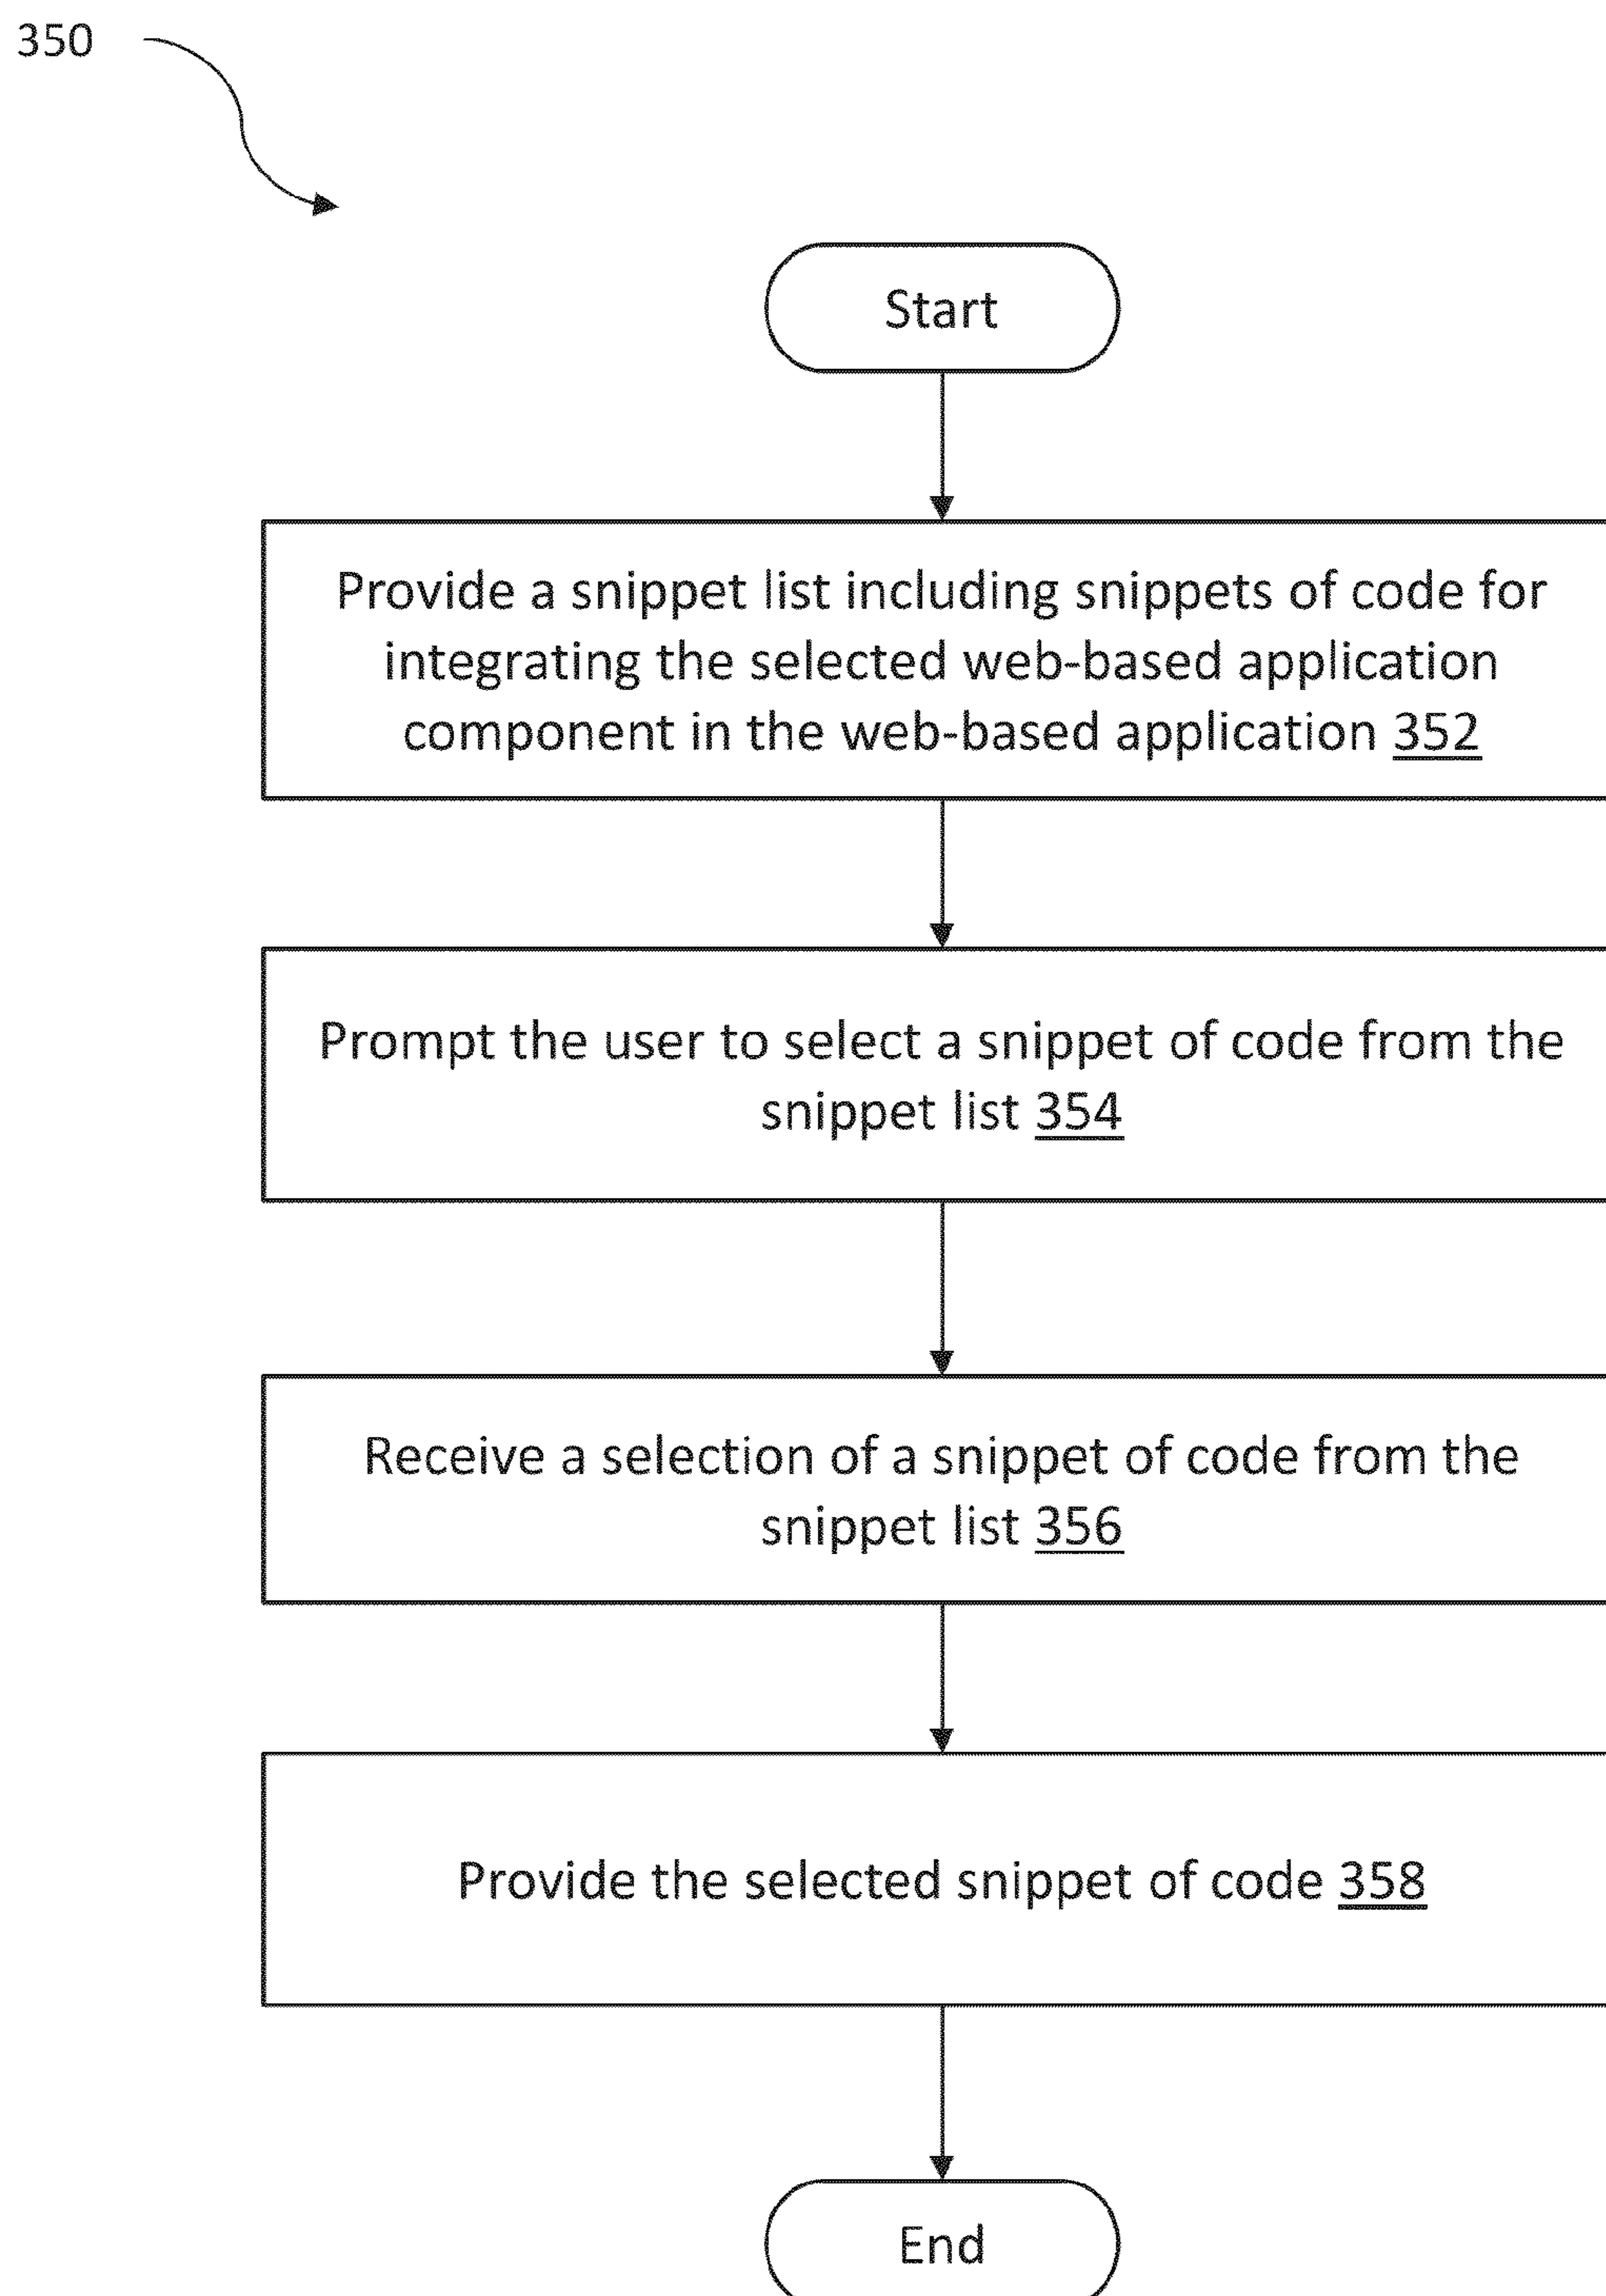 350
Start
Provide a snippet list including snippets of code for
integrating the selected web-based application
component in the web-based application 352
Prompt the user to select a snippet of code from the
snippet list 354
Receive a selection of a snippet of code from the
snippet list 356
Provide the selected snippet of code 358
End